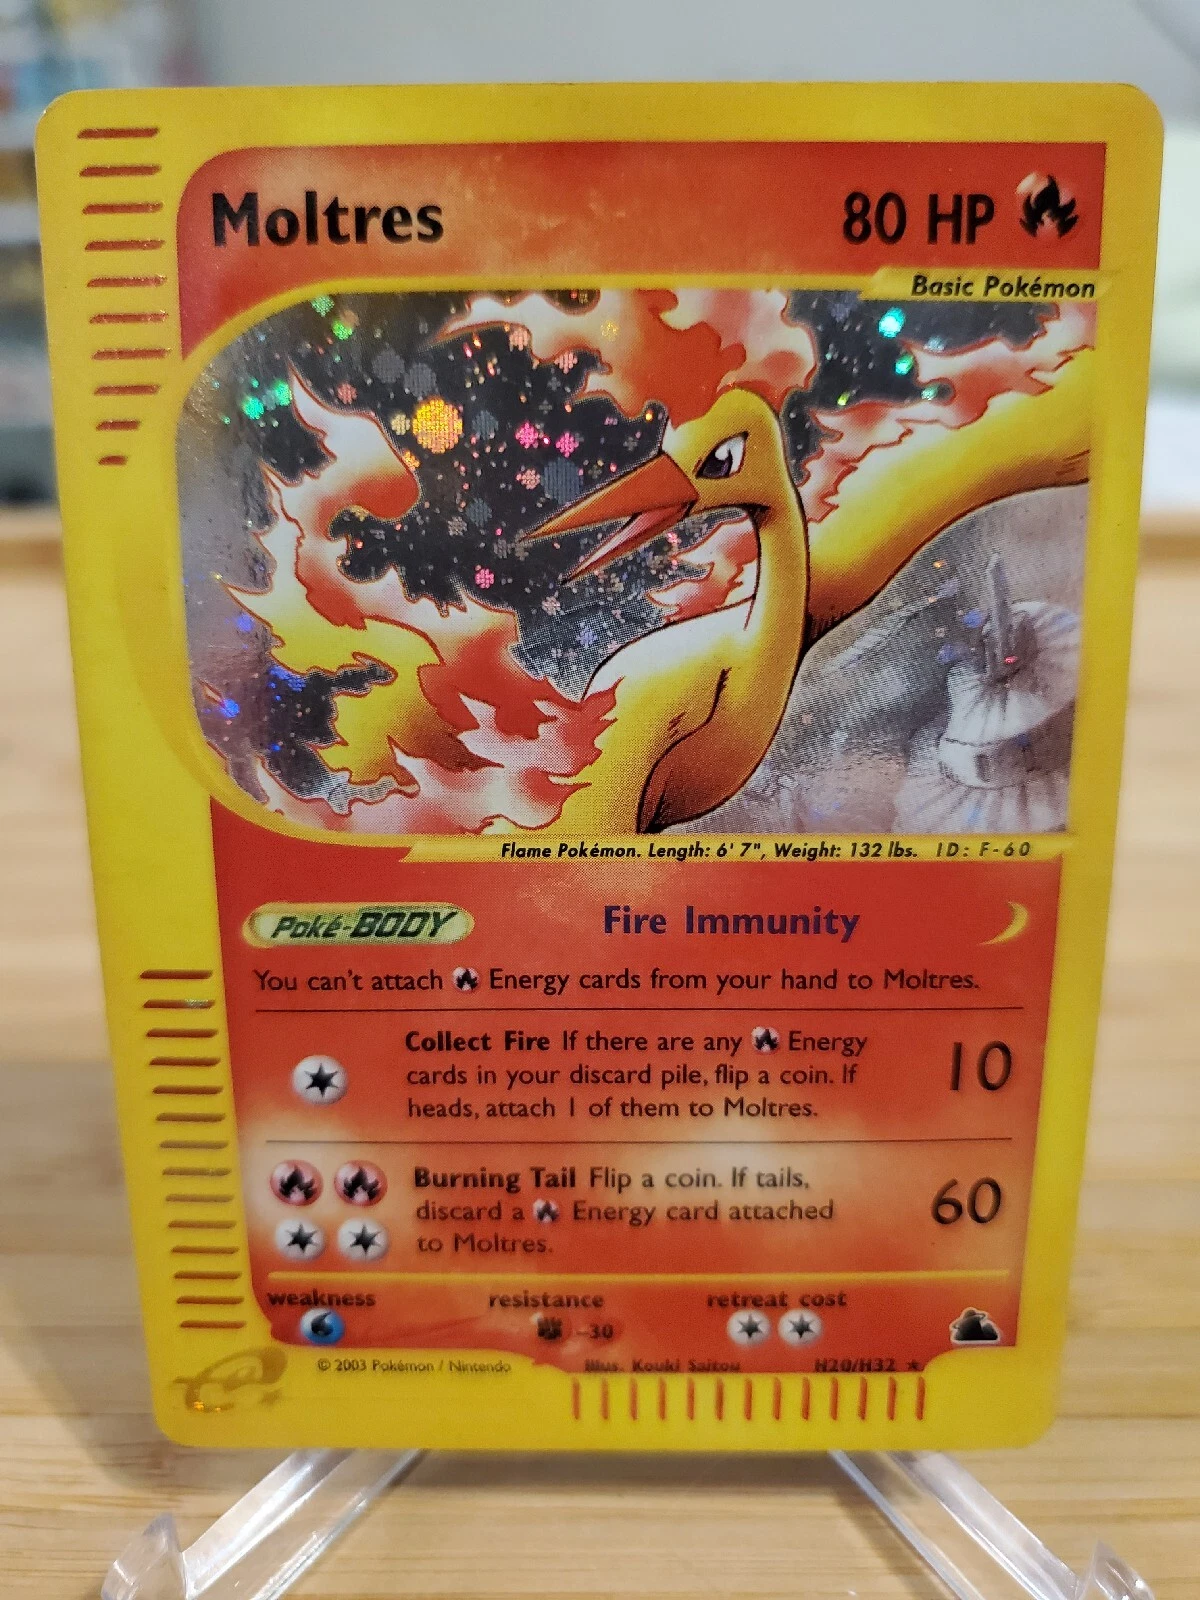 Moltres
80 HP
Basic Pokémon
Flame Pokémon. Length: 6' 7", Weight: 132 lbs. ID: F-60
Poké-BODY Fire Immunity
You can't attach Energy cards from your hand to Moltres.
Collect Fire If there are any Energy
cards in your discard pile, flip a coin. If
heads, attach 1 of them to Moltres.
10
Burning Tail Flip a coin. If tails,
discard a Energy card attached
to Moltres.
60
weakness resistance retreat cost
-30
© 2003 Pokémon / Nintendo Illus. Kouki Saitou H20/H32
e